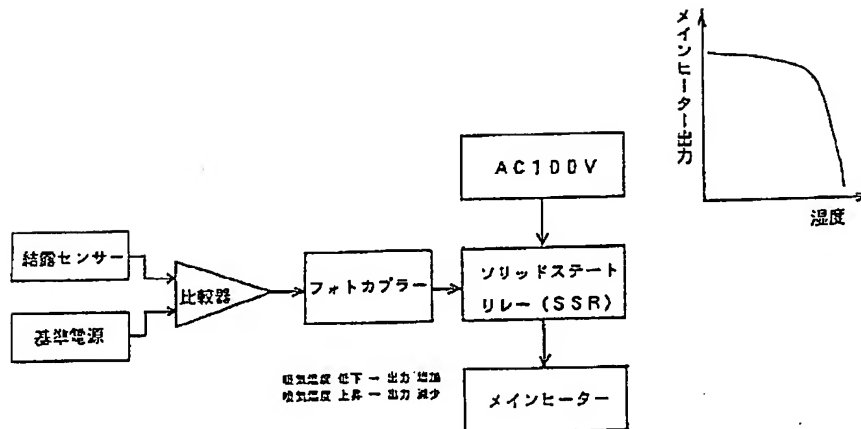 メインヒーター出力
湿度
AC100V
結露センサー
基準電源
比較器
フォトカプラー
ソリッドステート
リレー(SSR)
吸気湿度 低下 → 出力 増加
吸気湿度 上昇 → 出力 減少
メインヒーター